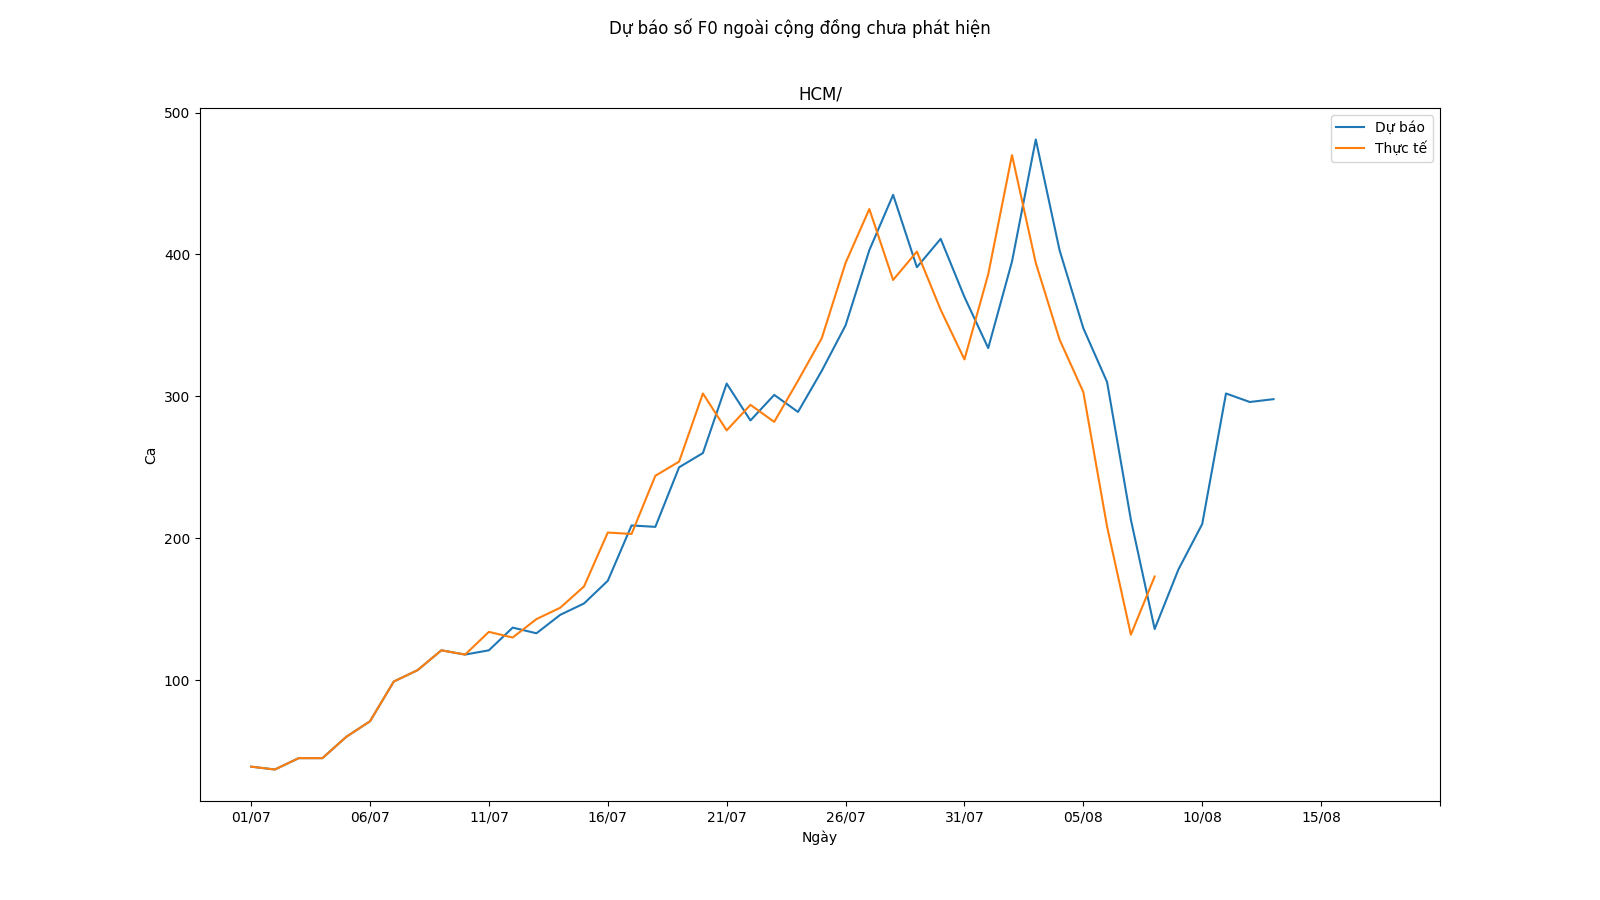 Dự báo số F0 ngoài cộng đồng chưa phát hiện
HCM/
500
400
300
200
100
Ca
Dự báo
Thực tế
01/07 06/07 11/07 16/07 21/07 26/07 31/07 05/08 10/08 15/08
Ngày